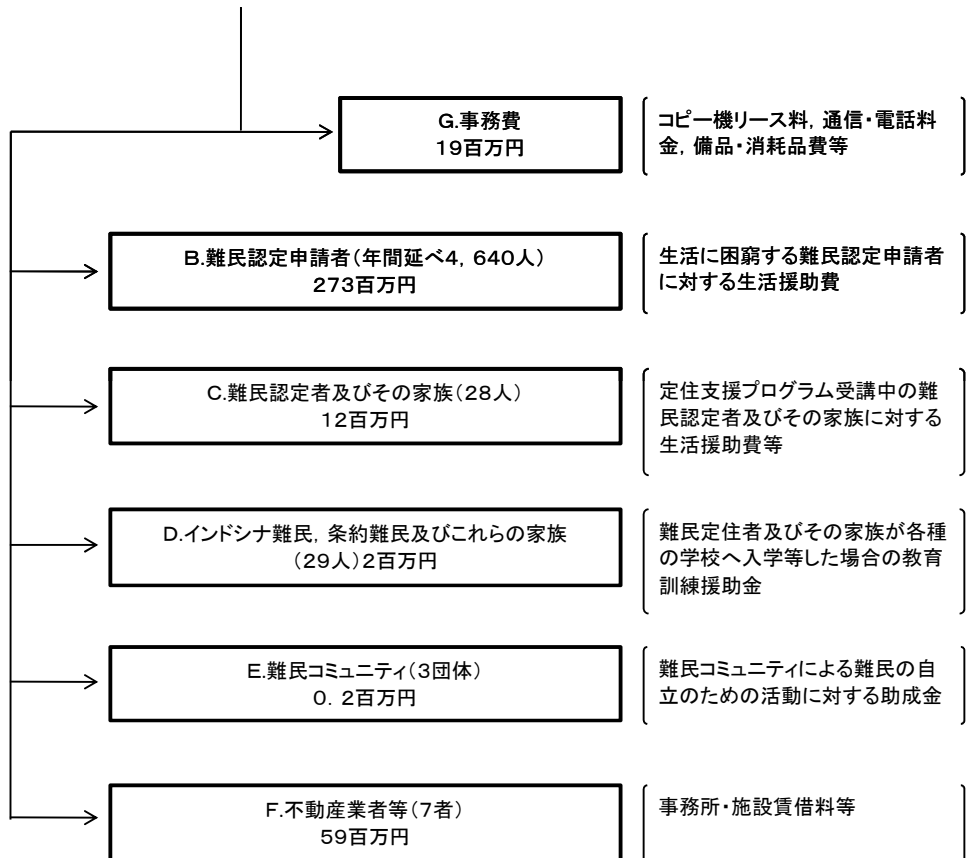 G.事務費
19百万円
コピー機リース料，通信・電話料
金，備品・消耗品費等
B.難民認定申請者（年間延べ4，640人）
273百万円
生活に困窮する難民認定申請者
に対する生活援助費
C.難民認定者及びその家族（28人）
12百万円
定住支援プログラム受講中の難
民認定者及びその家族に対する
生活援助費等
D.インドシナ難民，条約難民及びこれらの家族
（29人）2百万円
難民定住者及びその家族が各種
の学校へ入学等した場合の教育
訓練援助金
E.難民コミュニティ（3団体）
0．2百万円
難民コミュニティによる難民の自
立のための活動に対する助成金
F.不動産業者等（7者）
59百万円
事務所・施設賃借料等